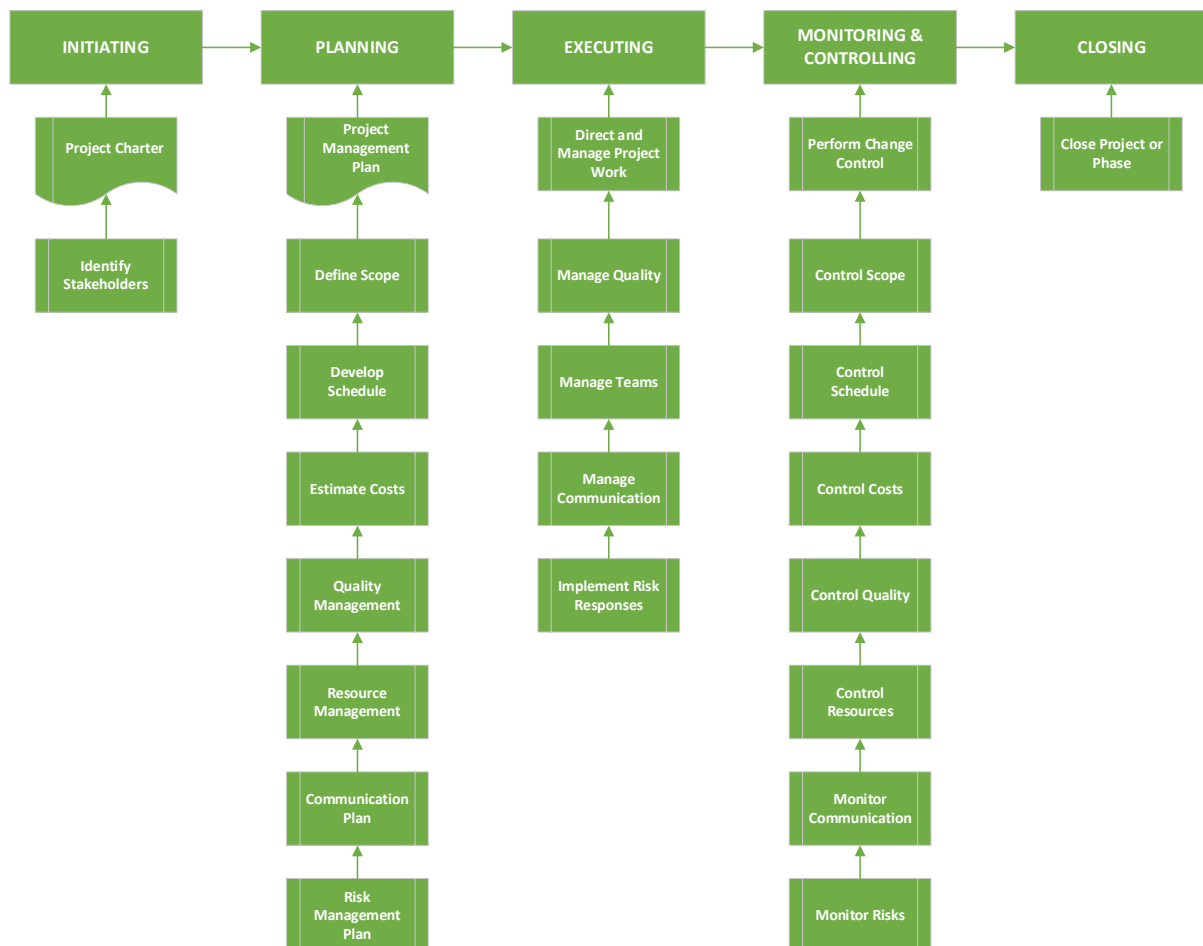 INITIATING
PLANNING
EXECUTING
MONITORING &
CONTROLLING
CLOSING
Project Charter
Identify
Stakeholders
Project
Management
Plan
Define Scope
Develop
Schedule
Estimate Costs
Quality
Management
Resource
Management
Communication
Plan
Risk
Management
Plan
Direct and
Manage Project
Work
Manage Quality
Manage Teams
Manage
Communication
Implement Risk
Responses
Perform Change
Control
Control Scope
Control
Schedule
Control Costs
Control Quality
Control
Resources
Monitor
Communication
Monitor Risks
Close Project or
Phase